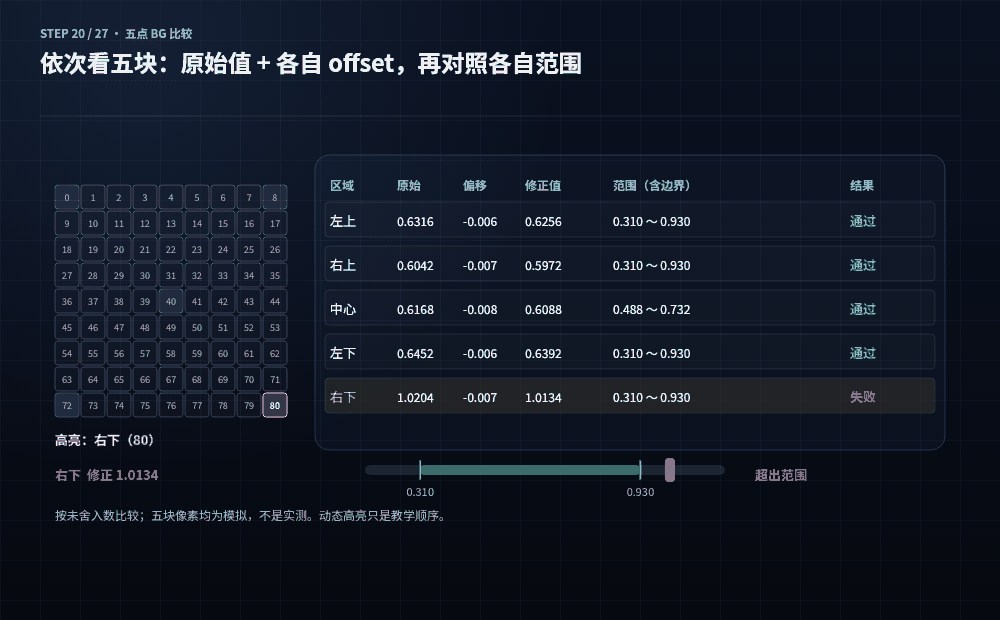 STEP 20 / 27 · 五点 BG 比较
依次看五块：原始值 + 各自 offset，再对照各自范围
0 1 2 3 4 5 6 7 8
9 10 11 12 13 14 15 16 17
18 19 20 21 22 23 24 25 26
27 28 29 30 31 32 33 34 35
36 37 38 39 40 41 42 43 44
45 46 47 48 49 50 51 52 53
54 55 56 57 58 59 60 61 62
63 64 65 66 67 68 69 70 71
72 73 74 75 76 77 78 79 80
高亮：右下（80）
右下 修正 1.0134
区域 原始 偏移 修正值 范围（含边界） 结果
左上 0.6316 -0.006 0.6256 0.310 ～ 0.930 通过
右上 0.6042 -0.007 0.5972 0.310 ～ 0.930 通过
中心 0.6168 -0.008 0.6088 0.488 ～ 0.732 通过
左下 0.6452 -0.006 0.6392 0.310 ～ 0.930 通过
右下 1.0204 -0.007 1.0134 0.310 ～ 0.930 失败
0.310 0.930
超出范围
按未舍入数比较；五块像素均为模拟，不是实测。动态高亮只是教学顺序。